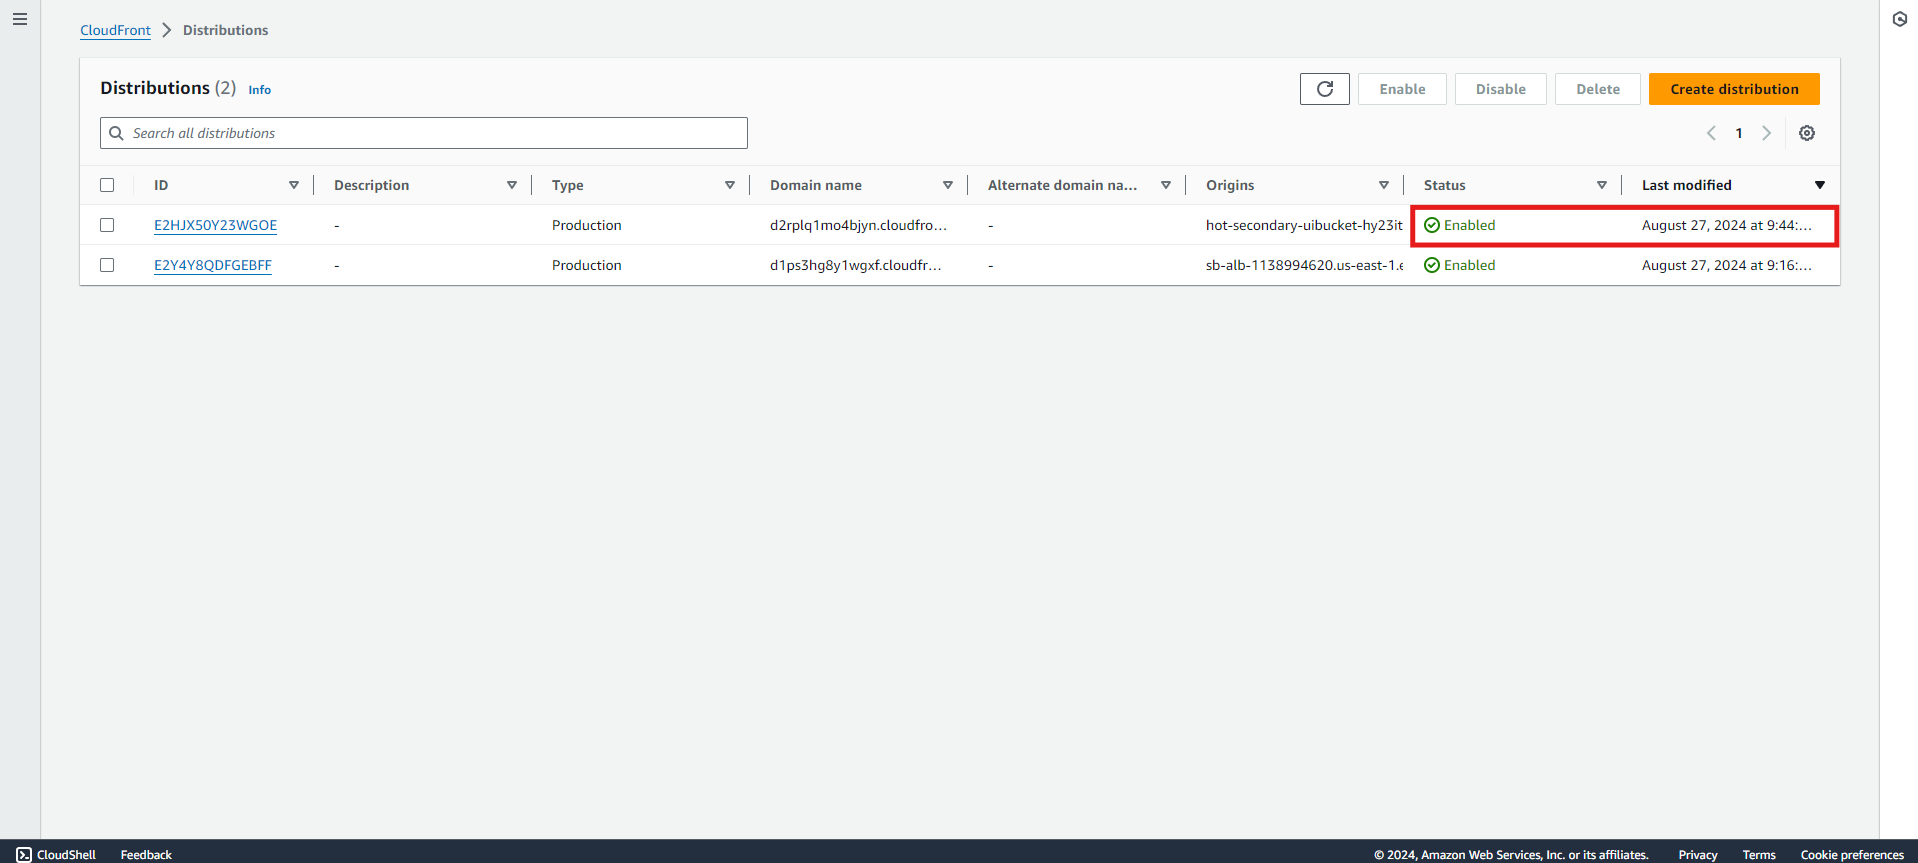 CloudFront > Distributions
Distributions (2) Info
Enable Disable Delete Create distribution
Search all distributions
1
ID Description Type Domain name Alternate domain na... Origins Status Last modified
E2HJX50Y23WGOE - Production d2rplq1mo4bjyn.cloudfro... - hot-secondary-uibucket-hy23it Enabled August 27, 2024 at 9:44:...
E2Y4Y8QDFGEBFF - Production d1ps3hg8y1wgxf.cloudfr... - sb-alb-1138994620.us-east-1.e Enabled August 27, 2024 at 9:16:...
CloudShell Feedback © 2024, Amazon Web Services, Inc. or its affiliates. Privacy Terms Cookie preferences